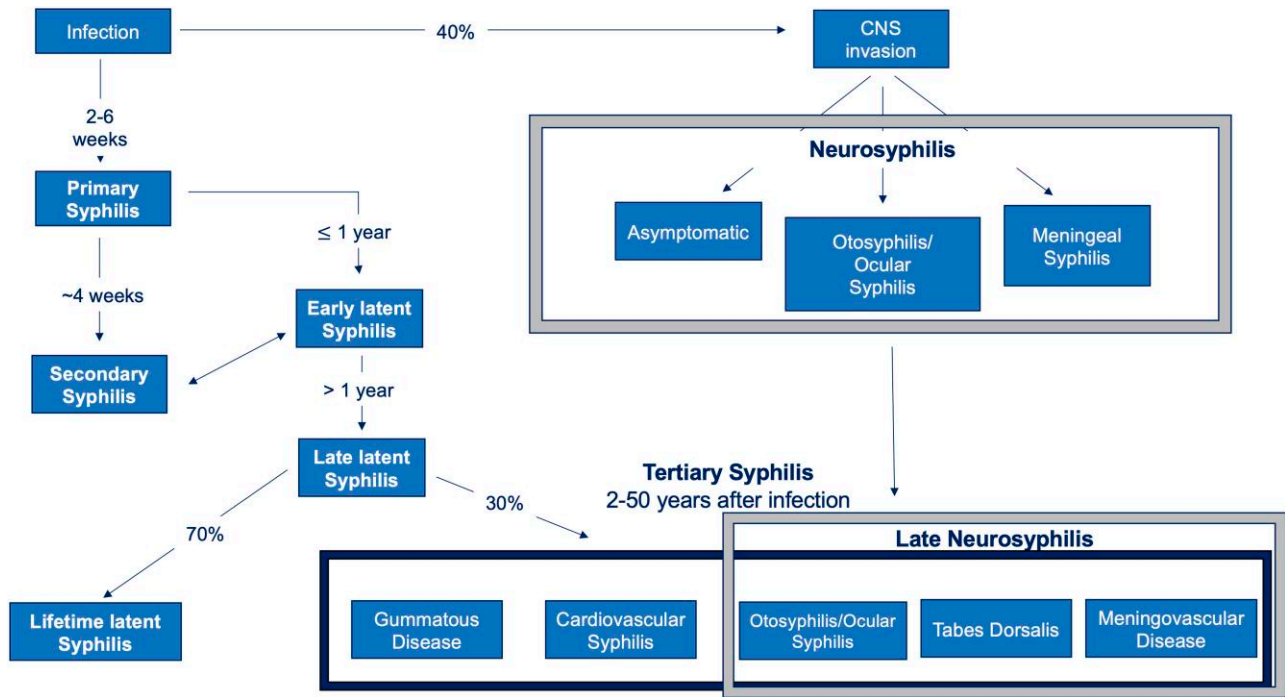 Infection
40%
CNS
invasion
2-6
weeks
Neurosyphilis
Primary
Syphilis
≤ 1 year
Asymptomatic
Otosyphilis/
Ocular
Syphilis
Meningeal
Syphilis
~4 weeks
Early latent
Syphilis
Secondary
Syphilis
> 1 year
Late latent
Syphilis
Tertiary Syphilis
2-50 years after infection
30%
70%
Late Neurosyphilis
Lifetime latent
Syphilis
Gummatous
Disease
Cardiovascular
Syphilis
Otosyphilis/Ocular
Syphilis
Tabes Dorsalis
Meningovascular
Disease